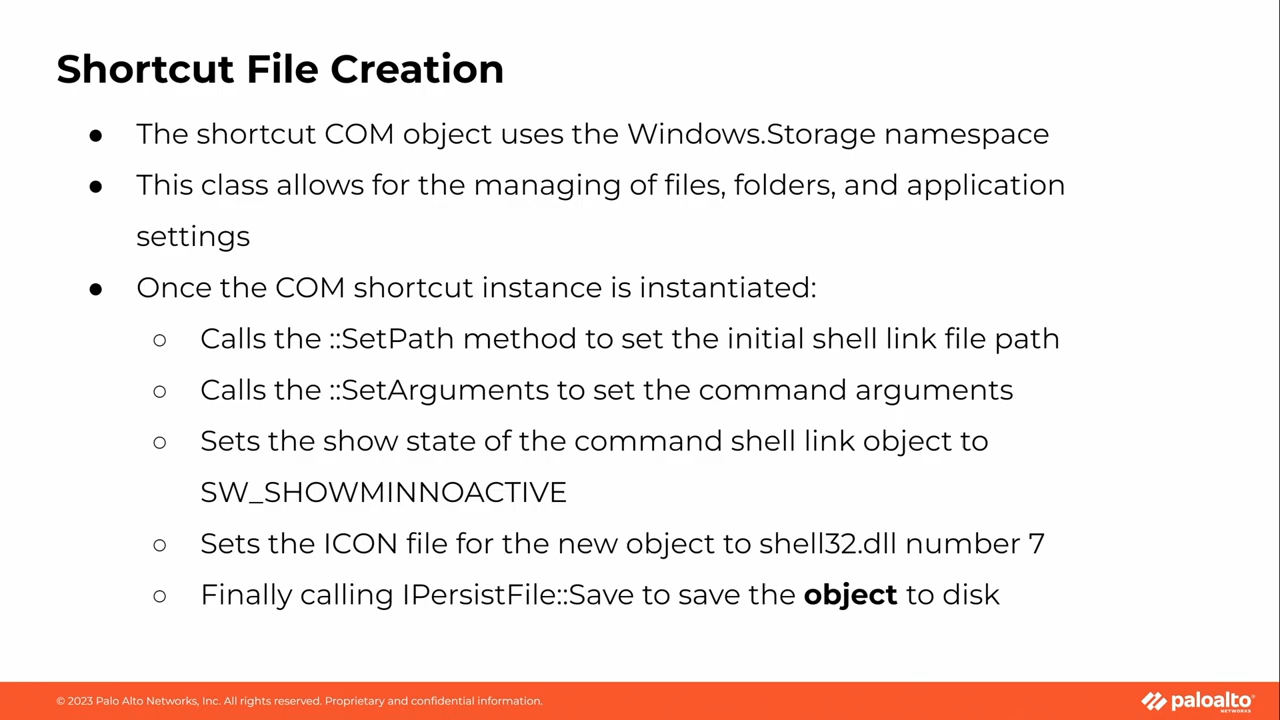 Shortcut File Creation
● The shortcut COM object uses the Windows.Storage namespace
● This class allows for the managing of files, folders, and application
settings
● Once the COM shortcut instance is instantiated:
○ Calls the ::SetPath method to set the initial shell link file path
○ Calls the ::SetArguments to set the command arguments
○ Sets the show state of the command shell link object to
SW_SHOWMINNOACTIVE
○ Sets the ICON file for the new object to shell32.dll number 7
○ Finally calling IPersistFile::Save to save the object to disk
© 2023 Palo Alto Networks, Inc. All rights reserved. Proprietary and confidential information.
paloalto
NETWORKS